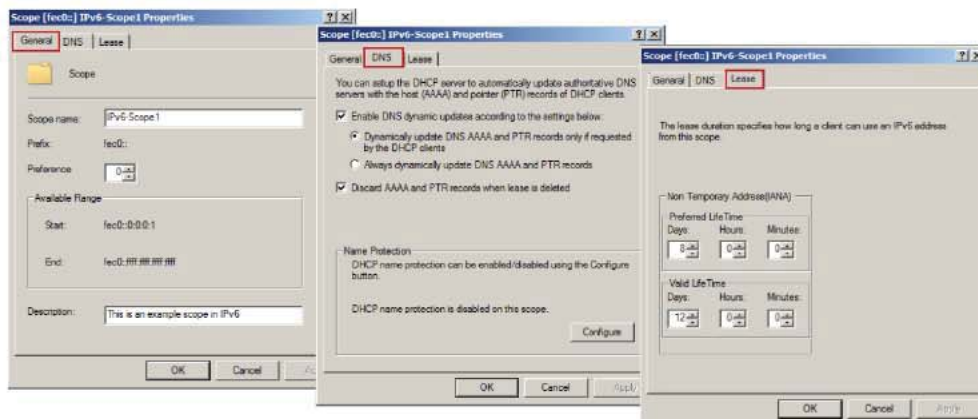 Scope [fec0::] IPv6-Scope1 Properties
General DNS Lease
Scope
Scope name: IPv6-Scope1
Prefix: fec0::
Preference: 0
Available Range
Start: fec0::0:0:0:1
End: fec0::ffff:ffff:ffff:ffff
Description: This is an example scope in IPv6
OK Cancel
Scope [fec0::] IPv6-Scope1 Properties
General DNS Lease
You can setup the DHCP server to automatically update authoritative DNS
servers with the host (AAAA) and pointer (PTR) records of DHCP clients.
Enable DNS dynamic updates according to the settings below:
Dynamically update DNS AAAA and PTR records only if requested
by the DHCP clients
Always dynamically update DNS AAAA and PTR records
Discard AAAA and PTR records when lease is deleted
Name Protection
DHCP name protection can be enabled/disabled using the Configure
button.
DHCP name protection is disabled on this scope.
Configure
OK Cancel Apply
Scope [fec0::] IPv6-Scope1 Properties
General DNS Lease
The lease duration specifies how long a client can use an IPv6 address
from this scope.
Non Temporary Address(IANA)
Preferred LifeTime
Days: Hours: Minutes:
8 0 0
Valid LifeTime
Days: Hours: Minutes:
12 0 0
OK Cancel Apply